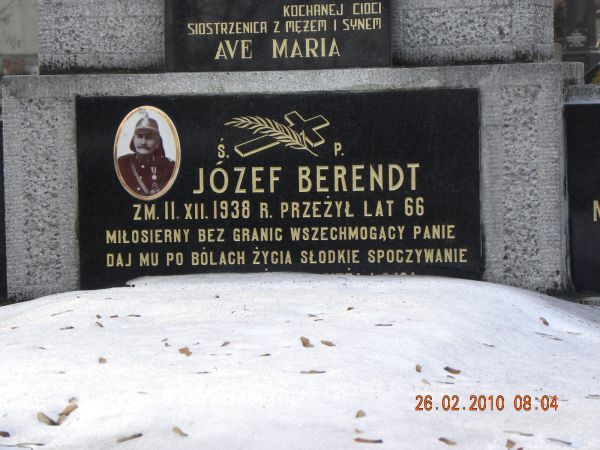 KOCHANEJ CIOCI
SIOSTRZENICA Z MĘŻEM I SYNEM
AVE MARIA
Ś. P.
JÓZEF BERENDT
ZM. 11. XII. 1938 R. PRZEŻYŁ LAT 66
MIŁOSIERNY BEZ GRANIC WSZECHMOGĄCY PANIE
DAJ MU PO BÓLACH ŻYCIA SŁODKIE SPOCZYWANIE
26.02.2010 08:04